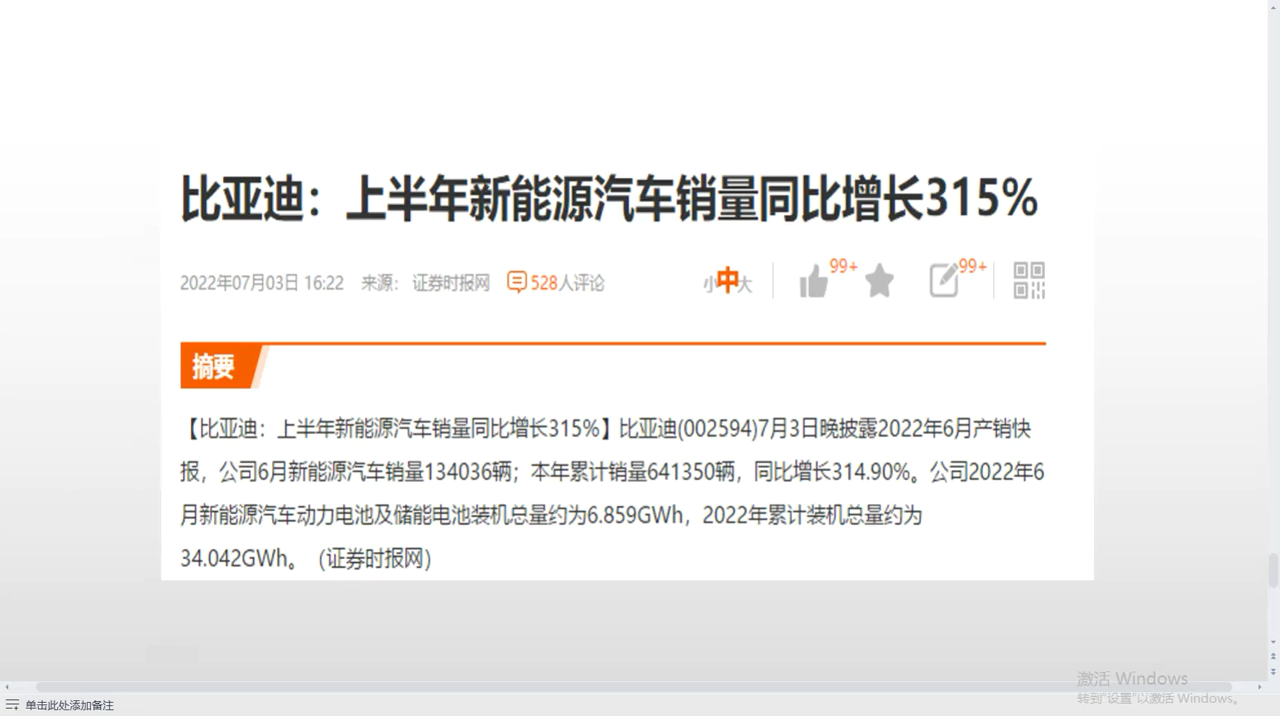 比亚迪：上半年新能源汽车销量同比增长315%
2022年07月03日 16:22 来源： 证券时报网 528人评论 小中大 99+ 99+
摘要
【比亚迪：上半年新能源汽车销量同比增长315%】比亚迪(002594)7月3日晚披露2022年6月产销快
报，公司6月新能源汽车销量134036辆；本年累计销量641350辆，同比增长314.90%。公司2022年6
月新能源汽车动力电池及储能电池装机总量约为6.859GWh，2022年累计装机总量约为
34.042GWh。（证券时报网）
激活 Windows
转到“设置”以激活 Windows。
单击此处添加备注